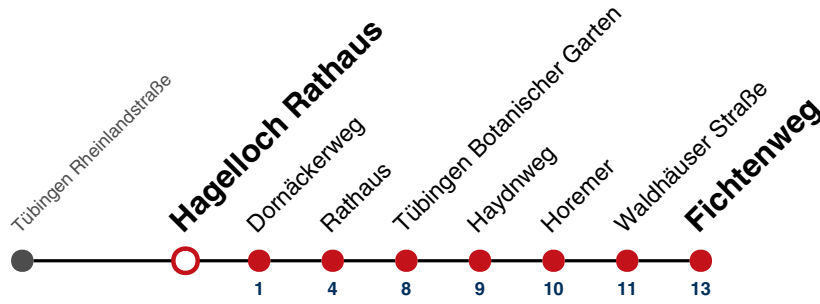 Tübingen Rheinlandstraße
Hagelloch Rathaus
Dornäckerweg
Rathaus
Tübingen Botanischer Garten
Haydnweg
Horemer
Waldhäuser Straße
Fichtenweg
1 4 8 9 10 11 13